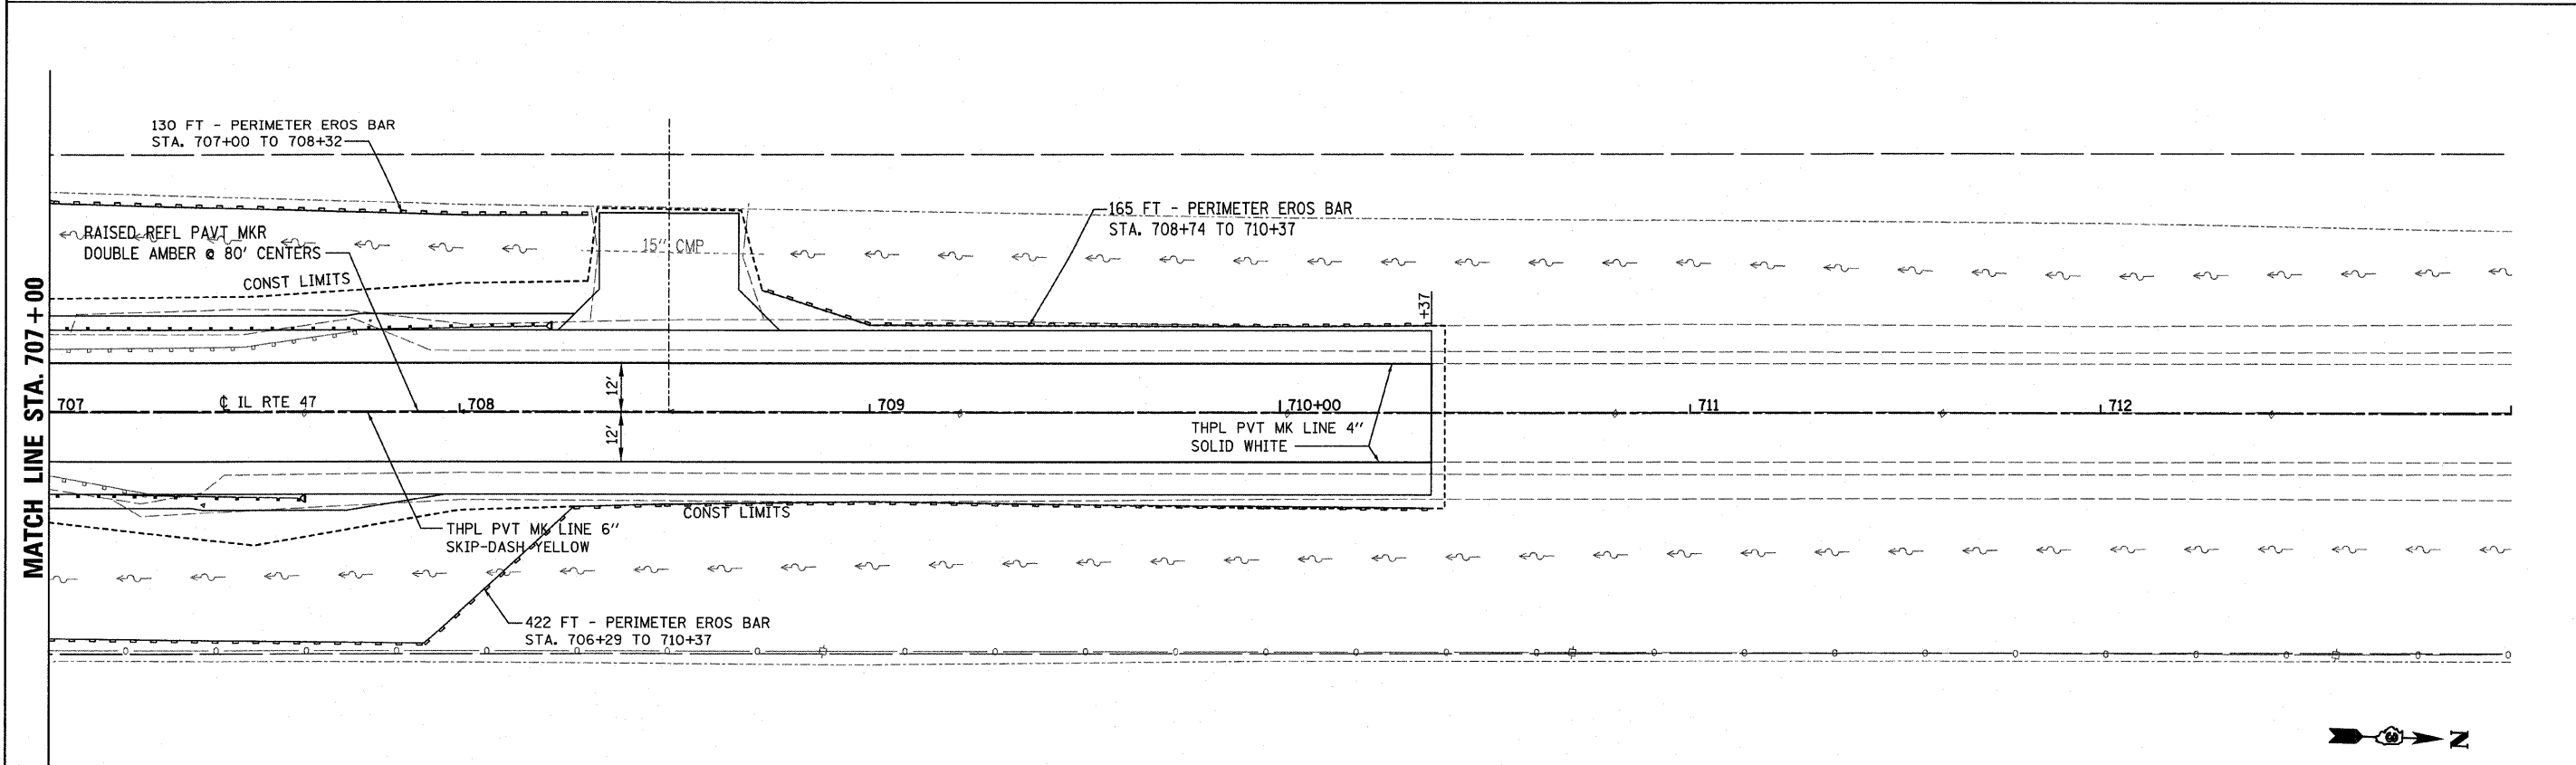 130 FT - PERIMETER EROS BAR
STA. 707+00 TO 708+32
165 FT - PERIMETER EROS BAR
STA. 708+74 TO 710+37
RAISED REFL PAVT MKR
DOUBLE AMBER @ 80' CENTERS
15" CMP
CONST LIMITS
+37
MATCH LINE STA. 707+00
12'
707
℄ IL RTE 47
708
709
710+00
711
712
12'
THPL PVT MK LINE 4"
SOLID WHITE
CONST LIMITS
THPL PVT MK LINE 6"
SKIP-DASH YELLOW
422 FT - PERIMETER EROS BAR
STA. 706+29 TO 710+37
N